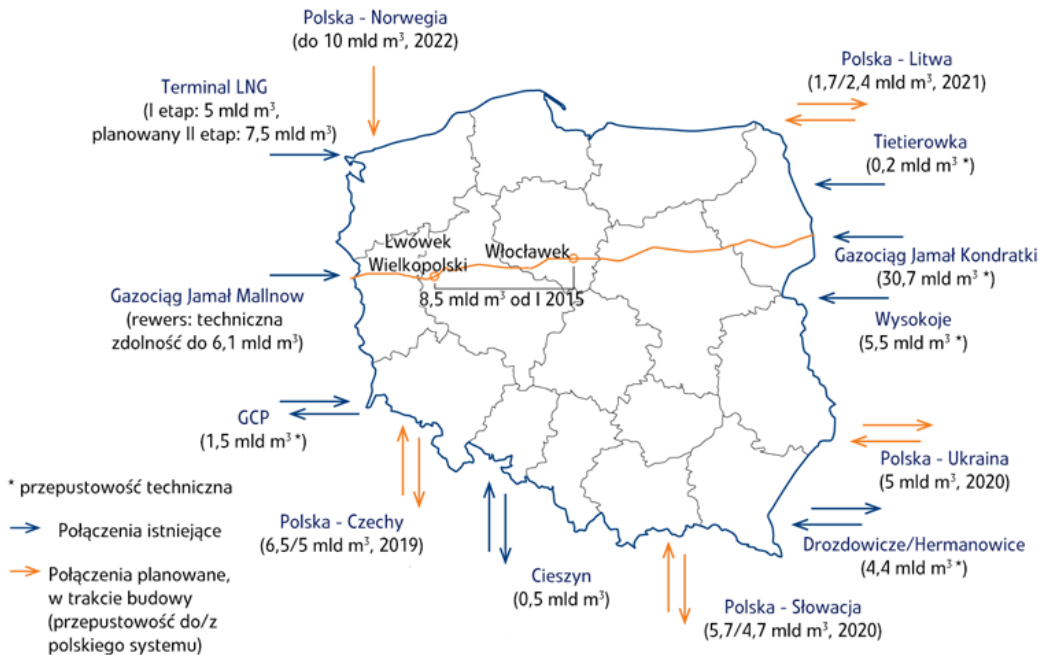 Polska - Norwegia
(do 10 mld m³, 2022)
Terminal LNG
(I etap: 5 mld m³,
planowany II etap: 7,5 mld m³)
Polska - Litwa
(1,7/2,4 mld m³, 2021)
Tietierowka
(0,2 mld m³ *)
Lwówek
Wielkopolski
Włocławek
8,5 mld m³ od I 2015
Gazociąg Jamał Kondratki
(30,7 mld m³ *)
Gazociąg Jamał Mallnow
(rewers: techniczna
zdolność do 6,1 mld m³)
Wysokoje
(5,5 mld m³ *)
GCP
(1,5 mld m³ *)
Polska - Ukraina
(5 mld m³, 2020)
Polska - Czechy
(6,5/5 mld m³, 2019)
Cieszyn
(0,5 mld m³)
Drozdowicze/Hermanowice
(4,4 mld m³ *)
Polska - Słowacja
(5,7/4,7 mld m³, 2020)
* przepustowość techniczna
Połączenia istniejące
Połączenia planowane,
w trakcie budowy
(przepustowość do/z
polskiego systemu)